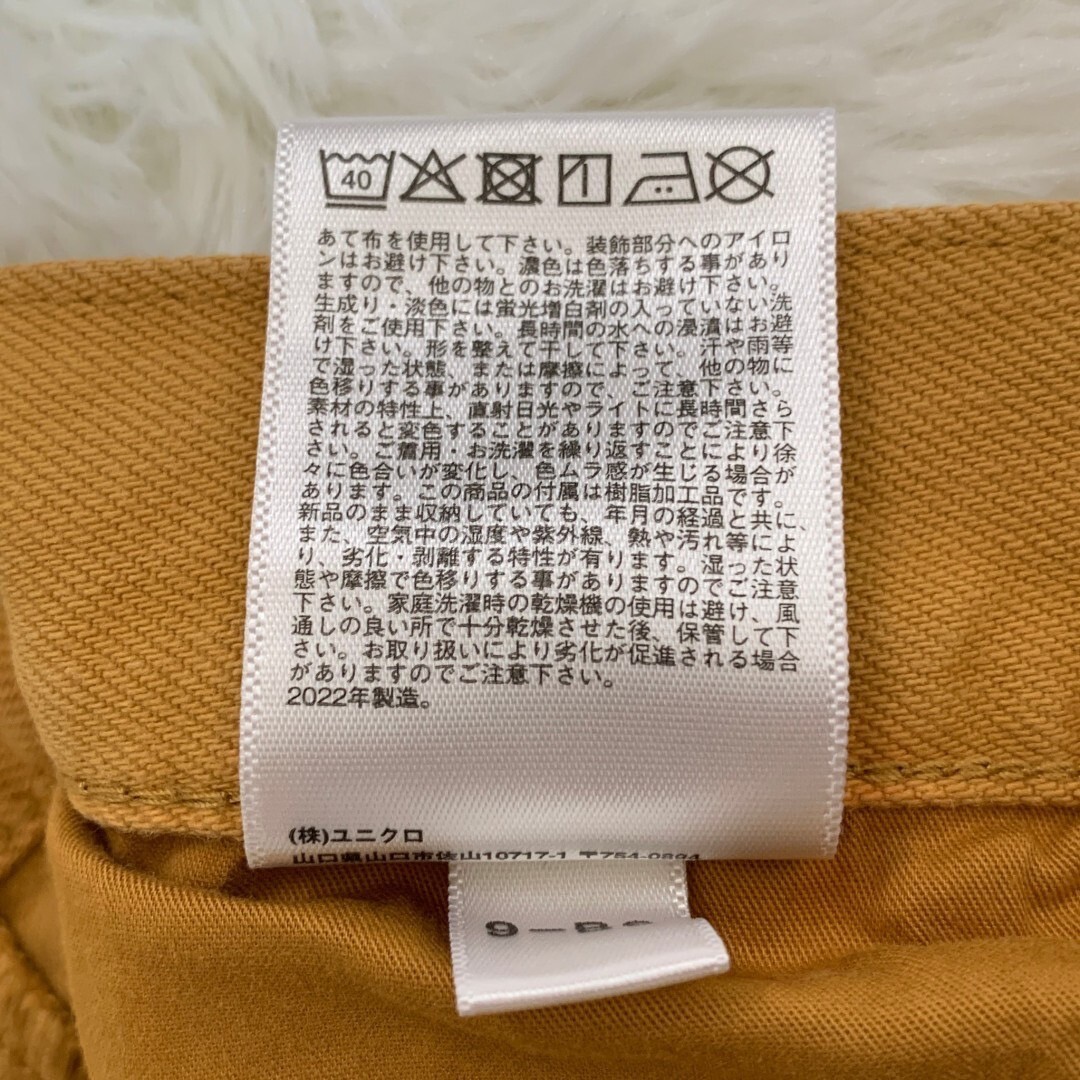 40
あて布を使用して下さい。装飾部分へのアイロ
ンはお避け下さい。濃色は色落ちする事があり
ますので、他の物とのお洗濯はお避け下さい。
生成り・淡色には蛍光増白剤の入っていない洗
剤をご使用下さい。長時間の水への浸漬はお避
け下さい。形を整えて干して下さい。汗や雨等
で湿った状態、または摩擦によって、他の物に
色移りする事がありますので、ご注意下さい。
素材の特性上、直射日光やライトに長時間さら
されると変色することがありますのでご注意下
さい。ご着用・お洗濯を繰り返すことにより徐
々に色合いが変化し、色ムラ感が生じる場合が
あります。この商品の付属は樹脂加工品です。
新品のまま収納していても、年月の経過と共に、
また、空気中の湿度や紫外線、熱や汚れ等によ
り、劣化・剥離する特性が有ります。湿った状
態や摩擦で色移りする事がありますのでご注意
下さい。家庭洗濯時の乾燥機の使用は避け、風
通しの良い所で十分乾燥させた後、保管して下
さい。お取り扱いにより劣化が促進される場合
がありますのでご注意下さい。
2022年製造。
(株)ユニクロ
山口県山口市佐山10717-1 〒754-0894